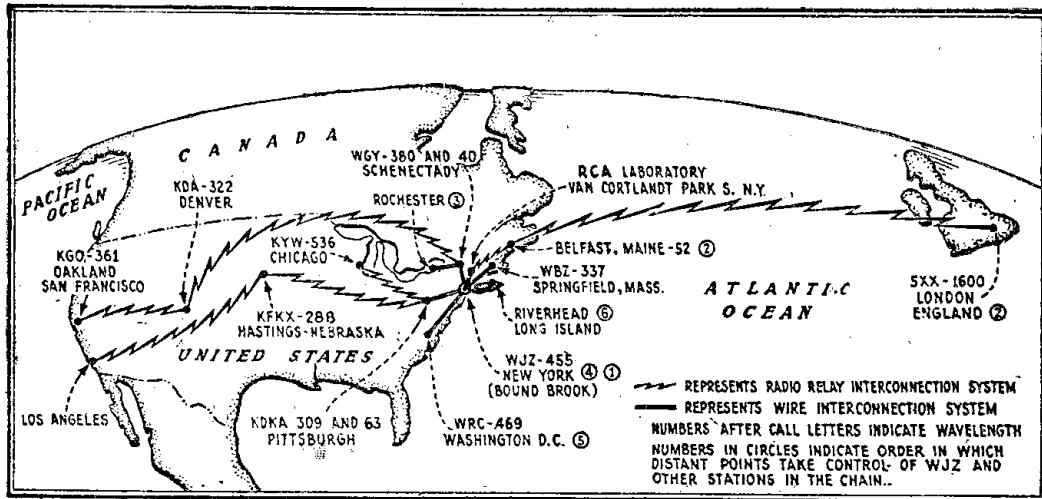 CANADA
PACIFIC
OCEAN
KDA-322
DENVER
KGO-361
OAKLAND
SAN FRANCISCO
WGY-380 AND 40
SCHENECTADY
ROCHESTER ③
KYW-536
CHICAGO
RCA LABORATORY
VAN CORTLANDT PARK S. N.Y.
BELFAST, MAINE-52 ②
WBZ-337
SPRINGFIELD, MASS.
ATLANTIC
OCEAN
5XX-1600
LONDON
ENGLAND ②
KFKX-288
HASTINGS-NEBRASKA
RIVERHEAD ⑥
LONG ISLAND
UNITED STATES
WJZ-455
NEW YORK ④ ①
(BOUND BROOK)
LOS ANGELES
KDKA 309 AND 63
PITTSBURGH
WRC-469
WASHINGTON D.C. ⑤
REPRESENTS RADIO RELAY INTERCONNECTION SYSTEM
REPRESENTS WIRE INTERCONNECTION SYSTEM
NUMBERS AFTER CALL LETTERS INDICATE WAVELENGTH
NUMBERS IN CIRCLES INDICATE ORDER IN WHICH
DISTANT POINTS TAKE CONTROL OF WJZ AND
OTHER STATIONS IN THE CHAIN..